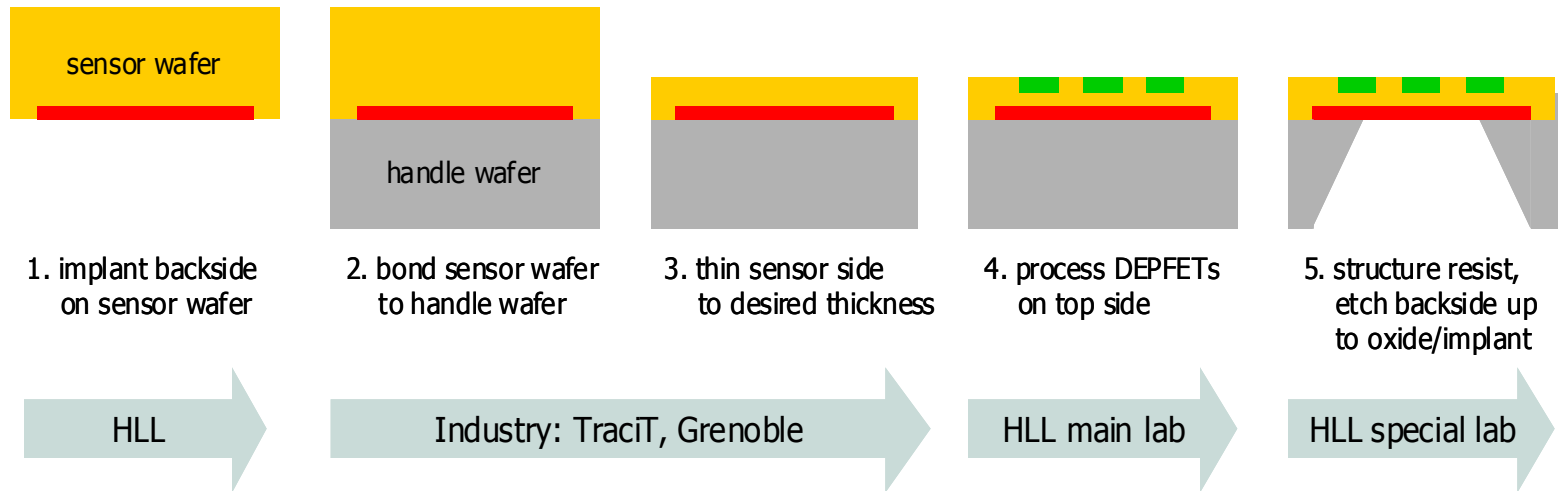 sensor wafer
handle wafer
1. implant backside
on sensor wafer
2. bond sensor wafer
to handle wafer
3. thin sensor side
to desired thickness
4. process DEPFETs
on top side
5. structure resist,
etch backside up
to oxide/implant
HLL
Industry: TraciT, Grenoble
HLL main lab
HLL special lab